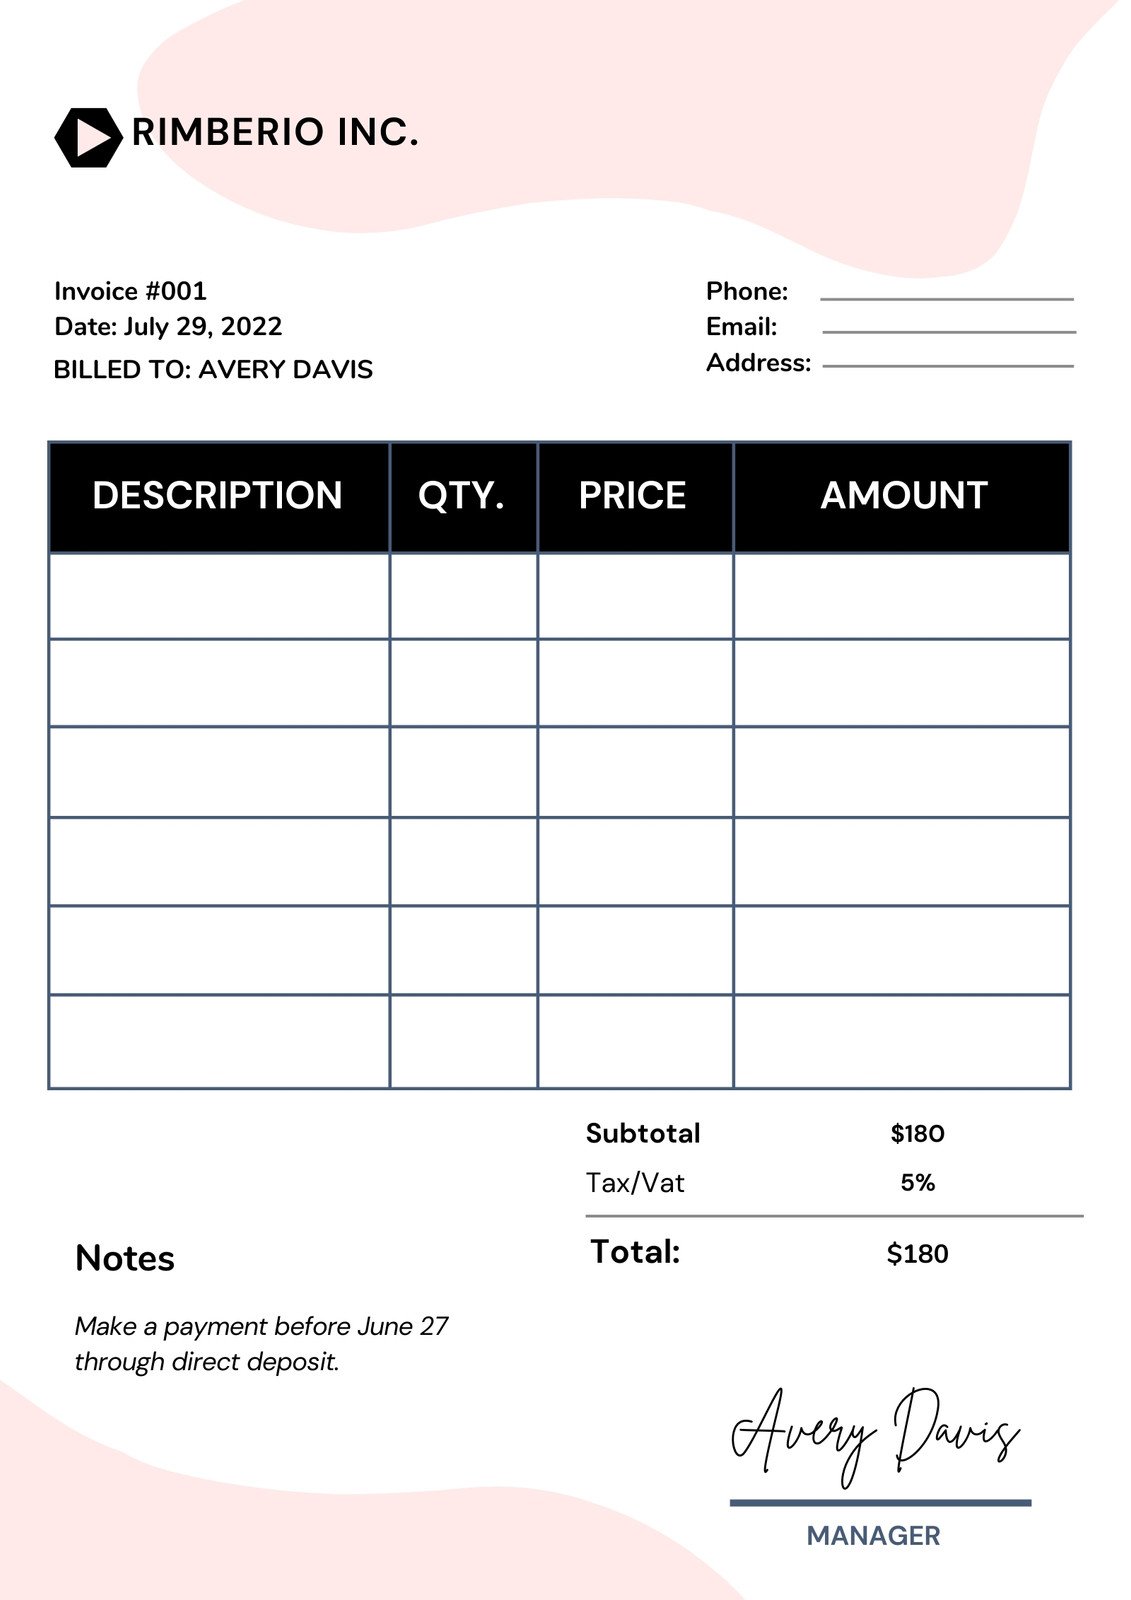 RIMBERIO INC.
Invoice #001
Date: July 29, 2022
BILLED TO: AVERY DAVIS
Phone:
Email:
Address:
DESCRIPTION QTY. PRICE AMOUNT
Subtotal $180
Tax/Vat 5%
Total: $180
Notes
Make a payment before June 27
through direct deposit.
Avery Davis
MANAGER